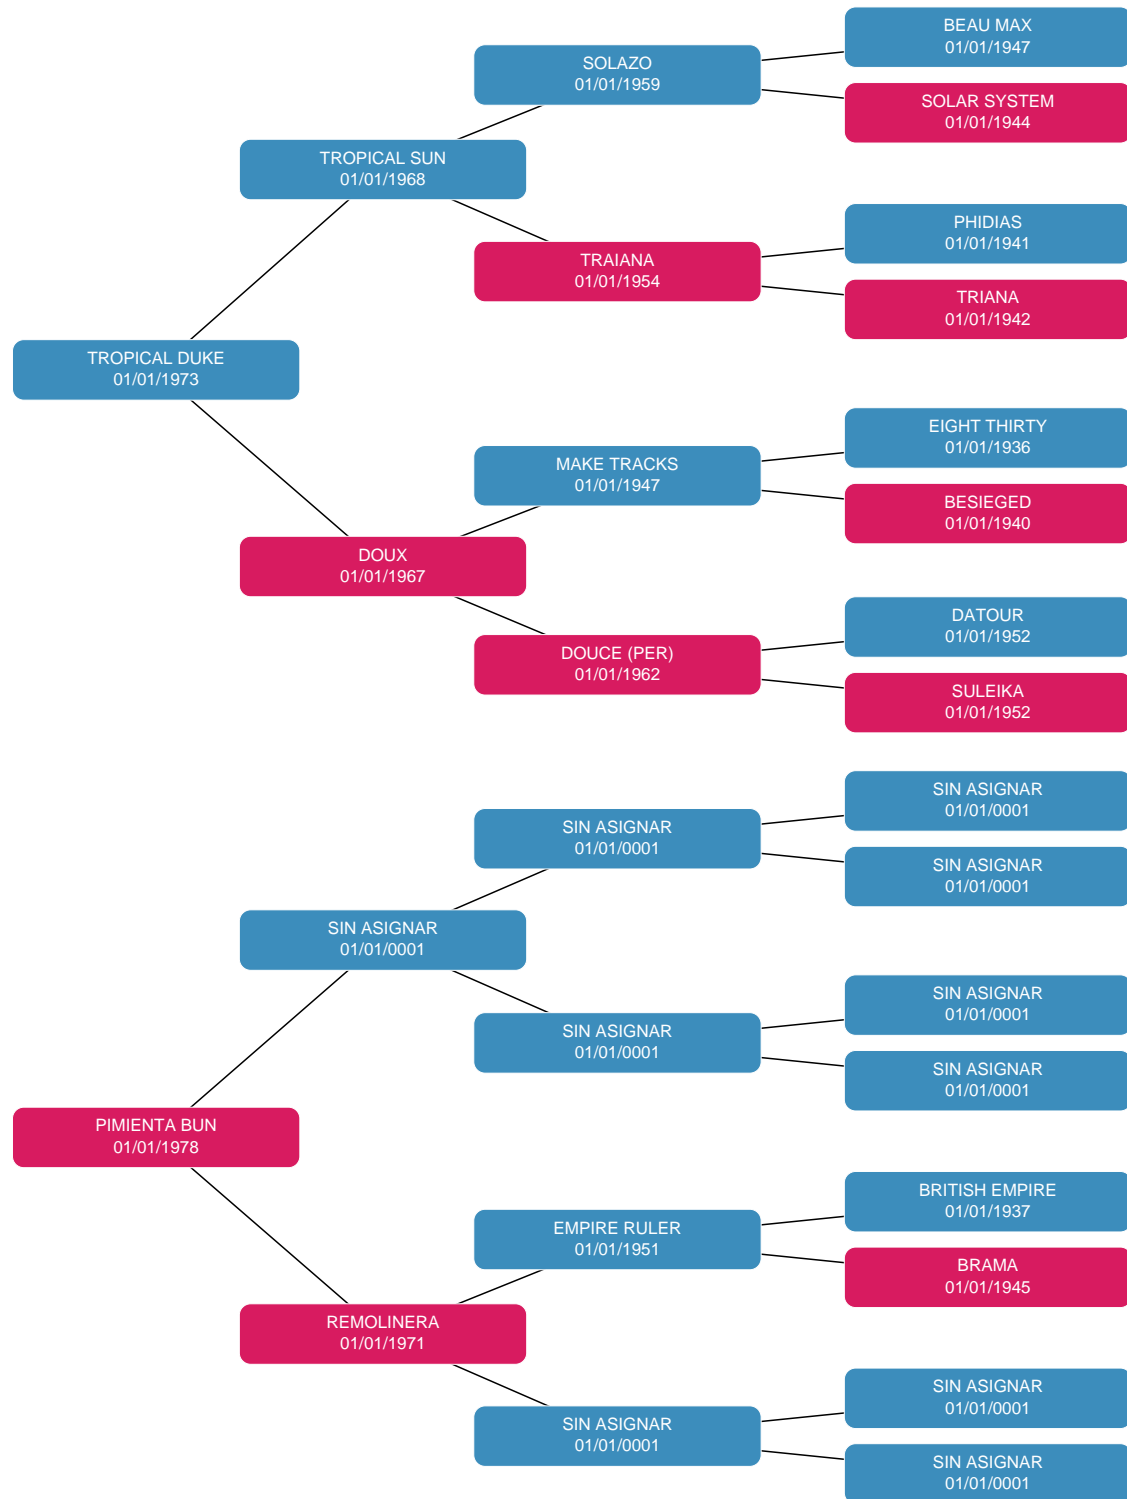 BEAU MAX
01/01/1947
SOLAZO
01/01/1959
SOLAR SYSTEM
01/01/1944
TROPICAL SUN
01/01/1968
PHIDIAS
01/01/1941
TRAIANA
01/01/1954
TRIANA
01/01/1942
TROPICAL DUKE
01/01/1973
EIGHT THIRTY
01/01/1936
MAKE TRACKS
01/01/1947
BESIEGED
01/01/1940
DOUX
01/01/1967
DATOUR
01/01/1952
DOUCE (PER)
01/01/1962
SULEIKA
01/01/1952
SIN ASIGNAR
01/01/0001
SIN ASIGNAR
01/01/0001
SIN ASIGNAR
01/01/0001
SIN ASIGNAR
01/01/0001
SIN ASIGNAR
01/01/0001
SIN ASIGNAR
01/01/0001
SIN ASIGNAR
01/01/0001
PIMIENTA BUN
01/01/1978
BRITISH EMPIRE
01/01/1937
EMPIRE RULER
01/01/1951
BRAMA
01/01/1945
REMOLINERA
01/01/1971
SIN ASIGNAR
01/01/0001
SIN ASIGNAR
01/01/0001
SIN ASIGNAR
01/01/0001